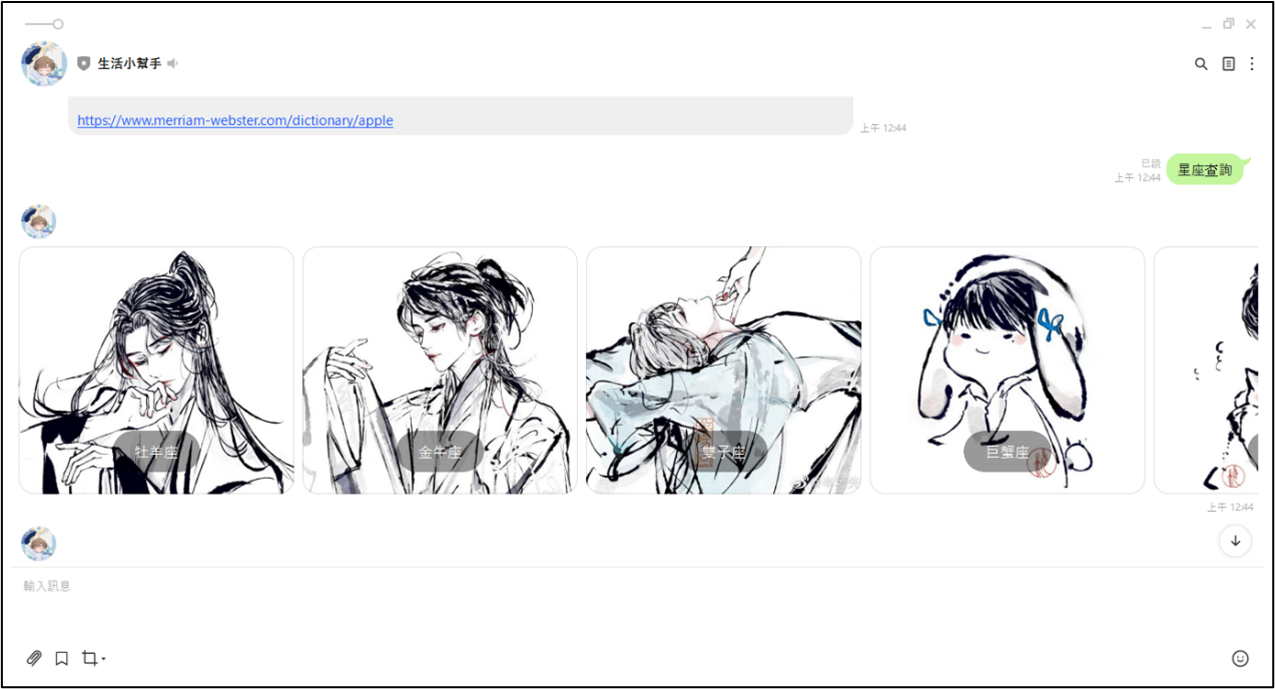 生活小幫手
https://www.merriam-webster.com/dictionary/apple
上午 12:44
已讀
上午 12:44
星座查詢
牡羊座
金牛座
雙子座
巨蟹座
上午 12:44
輸入訊息